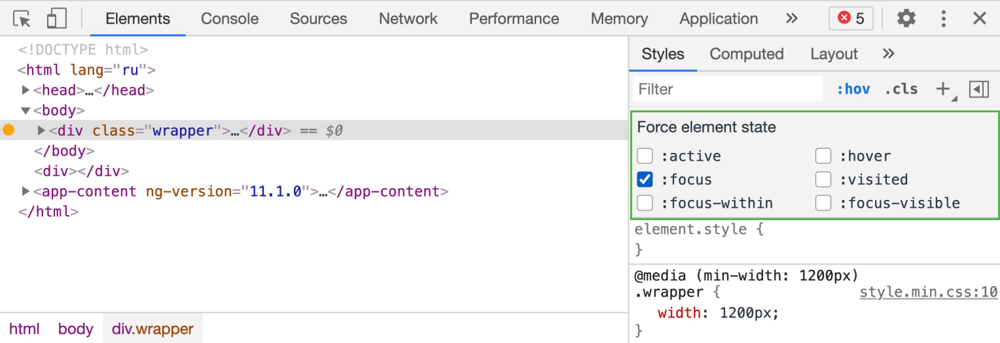 Elements Console Sources Network Performance Memory Application » 5
<!DOCTYPE html>
<html lang="ru">
<head>…</head>
<body>
<div class="wrapper">…</div> == $0
</body>
<div></div>
<app-content ng-version="11.1.0">…</app-content>
</html>
html body div.wrapper
Styles Computed Layout »
Filter :hov .cls +
Force element state
:active :hover
:focus :visited
:focus-within :focus-visible
element.style {
}
@media (min-width: 1200px)
.wrapper { style.min.css:10
width: 1200px;
}